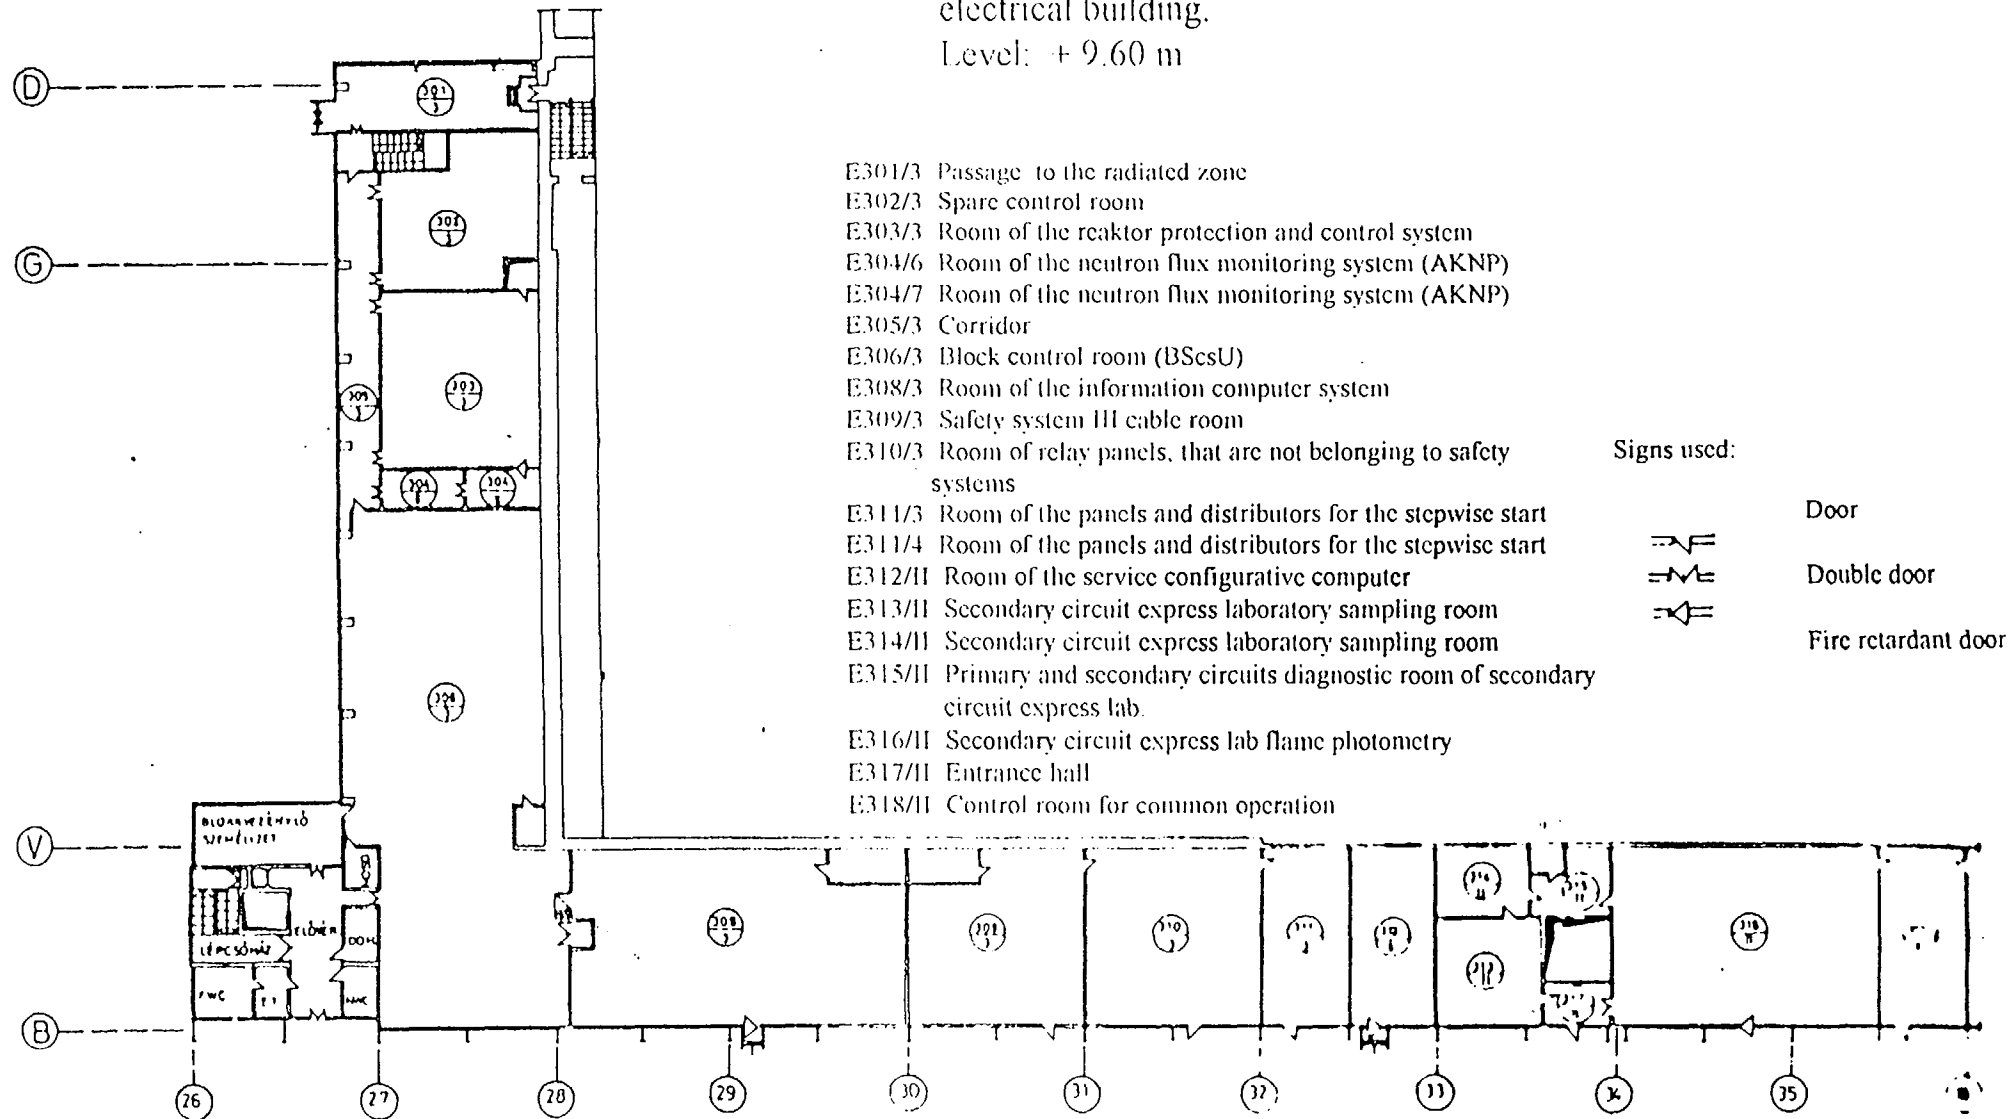 electrical building.
Level: + 9.60 m
E301/3 Passage to the radiated zone
E302/3 Spare control room
E303/3 Room of the reaktor protection and control system
E304/6 Room of the neutron flux monitoring system (AKNP)
E304/7 Room of the neutron flux monitoring system (AKNP)
E305/3 Corridor
E306/3 Block control room (BScsU)
E308/3 Room of the information computer system
E309/3 Safety system III cable room
E310/3 Room of relay panels, that are not belonging to safety
systems
E311/3 Room of the panels and distributors for the stepwise start
E311/4 Room of the panels and distributors for the stepwise start
E312/II Room of the service configurative computer
E313/II Secondary circuit express laboratory sampling room
E314/II Secondary circuit express laboratory sampling room
E315/II Primary and secondary circuits diagnostic room of secondary
circuit express lab.
E316/II Secondary circuit express lab flame photometry
E317/II Entrance hall
E318/II Control room for common operation
Signs used:
Door
Double door
Fire retardant door
D
G
V
B
301
3
302
303
304
304
SZEMÉLYZET
ELŐTÉR
LÉPCSŐHÁZ
26
27
28
29
30
31
32
33
34
35